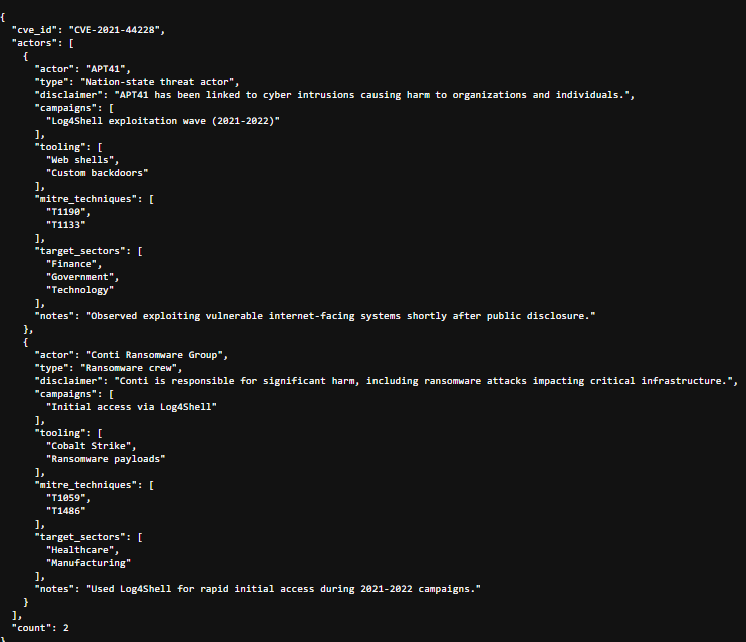 {
  "cve_id": "CVE-2021-44228",
  "actors": [
    {
      "actor": "APT41",
      "type": "Nation-state threat actor",
      "disclaimer": "APT41 has been linked to cyber intrusions causing harm to organizations and individuals.",
      "campaigns": [
        "Log4Shell exploitation wave (2021-2022)"
      ],
      "tooling": [
        "Web shells",
        "Custom backdoors"
      ],
      "mitre_techniques": [
        "T1190",
        "T1133"
      ],
      "target_sectors": [
        "Finance",
        "Government",
        "Technology"
      ],
      "notes": "Observed exploiting vulnerable internet-facing systems shortly after public disclosure."
    },
    {
      "actor": "Conti Ransomware Group",
      "type": "Ransomware crew",
      "disclaimer": "Conti is responsible for significant harm, including ransomware attacks impacting critical infrastructure.",
      "campaigns": [
        "Initial access via Log4Shell"
      ],
      "tooling": [
        "Cobalt Strike",
        "Ransomware payloads"
      ],
      "mitre_techniques": [
        "T1059",
        "T1486"
      ],
      "target_sectors": [
        "Healthcare",
        "Manufacturing"
      ],
      "notes": "Used Log4Shell for rapid initial access during 2021-2022 campaigns."
    }
  ],
  "count": 2
}